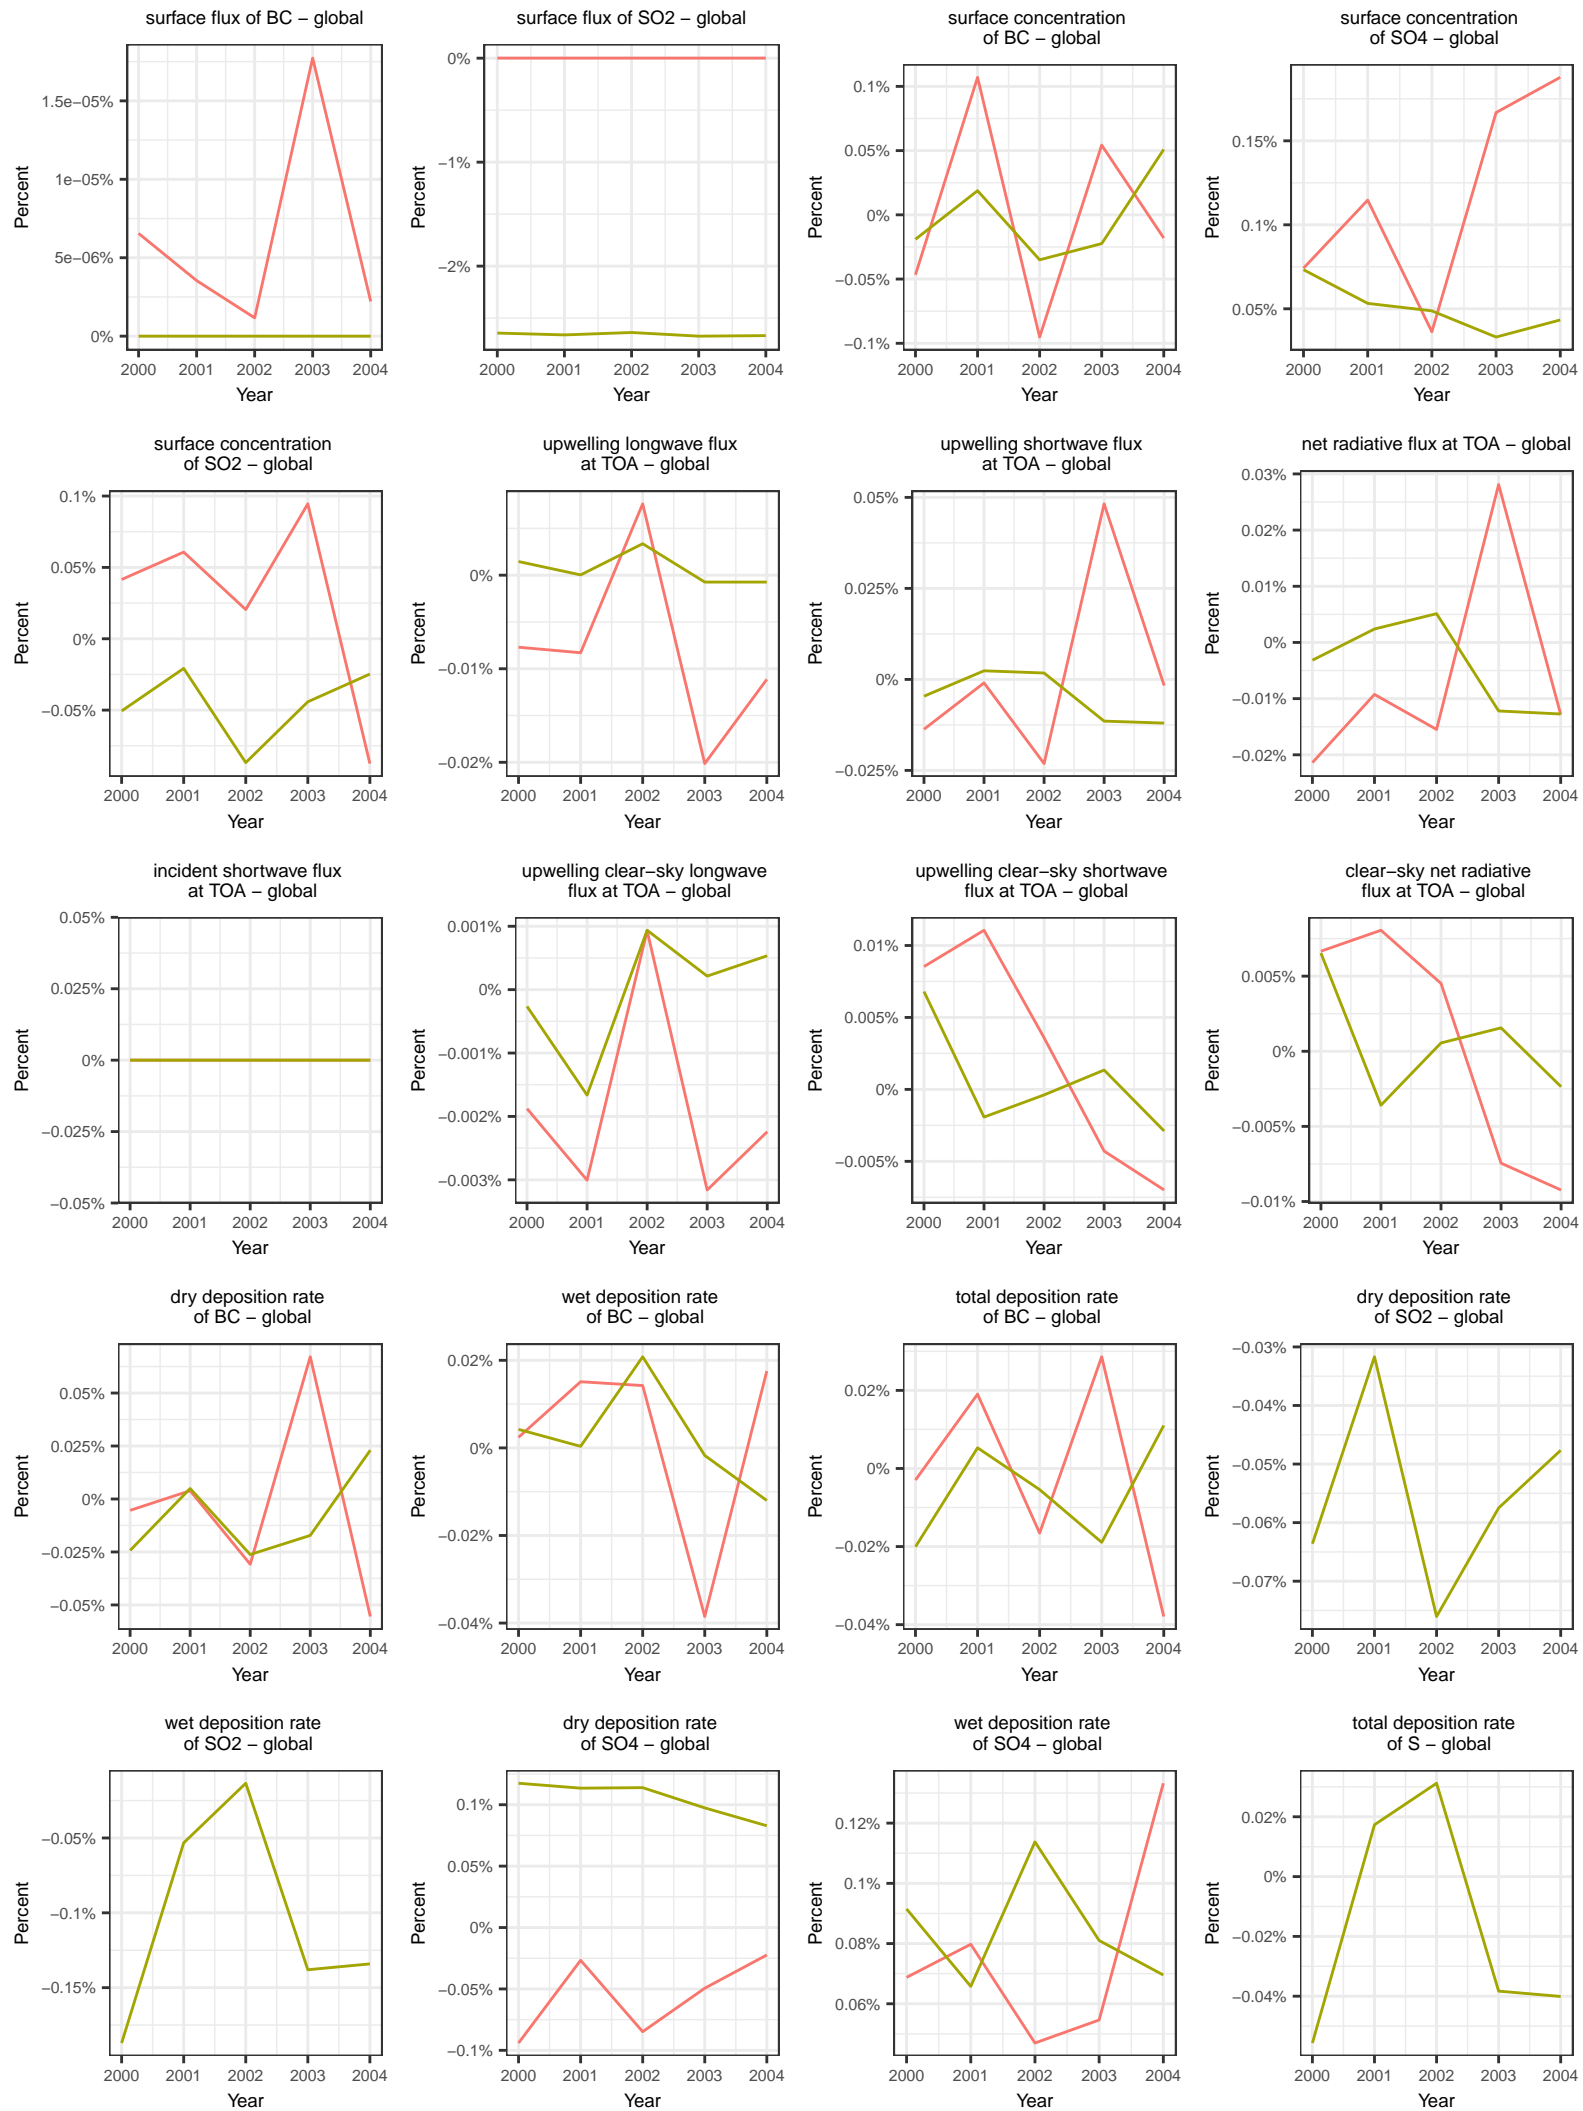 surface flux of BC − global
1.5e−05%
1e−05%
5e−06%
0%
Percent
2000 2001 2002 2003 2004
Year
surface flux of SO2 − global
0%
−1%
−2%
Percent
2000 2001 2002 2003 2004
Year
surface concentration
of BC − global
0.1%
0.05%
0%
−0.05%
−0.1%
Percent
2000 2001 2002 2003 2004
Year
surface concentration
of SO4 − global
0.15%
0.1%
0.05%
Percent
2000 2001 2002 2003 2004
Year
surface concentration
of SO2 − global
0.1%
0.05%
0%
−0.05%
Percent
2000 2001 2002 2003 2004
Year
upwelling longwave flux
at TOA − global
0%
−0.01%
−0.02%
Percent
2000 2001 2002 2003 2004
Year
upwelling shortwave flux
at TOA − global
0.05%
0.025%
0%
−0.025%
Percent
2000 2001 2002 2003 2004
Year
net radiative flux at TOA − global
0.03%
0.02%
0.01%
0%
−0.01%
−0.02%
Percent
2000 2001 2002 2003 2004
Year
incident shortwave flux
at TOA − global
0.05%
0.025%
0%
−0.025%
−0.05%
Percent
2000 2001 2002 2003 2004
Year
upwelling clear−sky longwave
flux at TOA − global
0.001%
0%
−0.001%
−0.002%
−0.003%
Percent
2000 2001 2002 2003 2004
Year
upwelling clear−sky shortwave
flux at TOA − global
0.01%
0.005%
0%
−0.005%
Percent
2000 2001 2002 2003 2004
Year
clear−sky net radiative
flux at TOA − global
0.005%
0%
−0.005%
−0.01%
Percent
2000 2001 2002 2003 2004
Year
dry deposition rate
of BC − global
0.05%
0.025%
0%
−0.025%
−0.05%
Percent
2000 2001 2002 2003 2004
Year
wet deposition rate
of BC − global
0.02%
0%
−0.02%
−0.04%
Percent
2000 2001 2002 2003 2004
Year
total deposition rate
of BC − global
0.02%
0%
−0.02%
−0.04%
Percent
2000 2001 2002 2003 2004
Year
dry deposition rate
of SO2 − global
−0.03%
−0.04%
−0.05%
−0.06%
−0.07%
Percent
2000 2001 2002 2003 2004
Year
wet deposition rate
of SO2 − global
−0.05%
−0.1%
−0.15%
Percent
2000 2001 2002 2003 2004
Year
dry deposition rate
of SO4 − global
0.1%
0.05%
0%
−0.05%
−0.1%
Percent
2000 2001 2002 2003 2004
Year
wet deposition rate
of SO4 − global
0.12%
0.1%
0.08%
0.06%
Percent
2000 2001 2002 2003 2004
Year
total deposition rate
of S − global
0.02%
0%
−0.02%
−0.04%
Percent
2000 2001 2002 2003 2004
Year